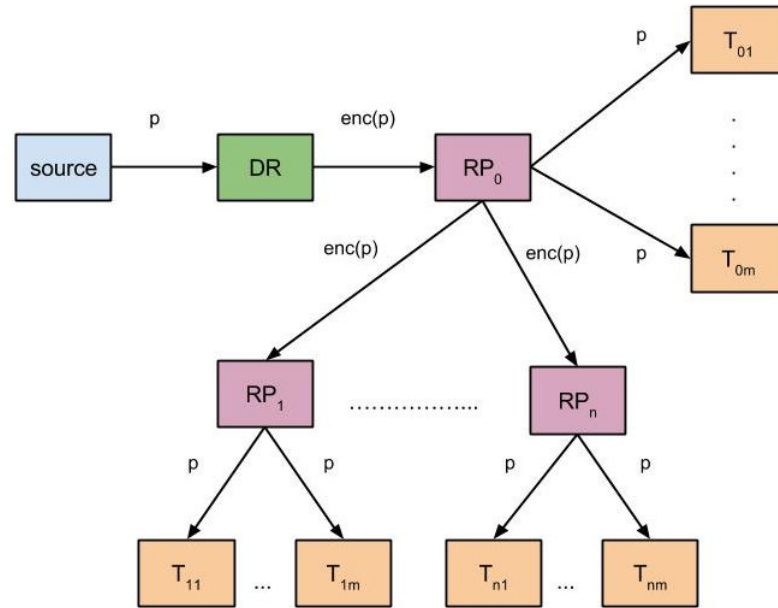 p
T₀₁
p
enc(p)
source
DR
RP₀
enc(p)
enc(p)
p
T₀ₘ
RP₁
....................
RPₙ
p
p
p
p
T₁₁
...
T₁ₘ
Tₙ₁
...
Tₙₘ